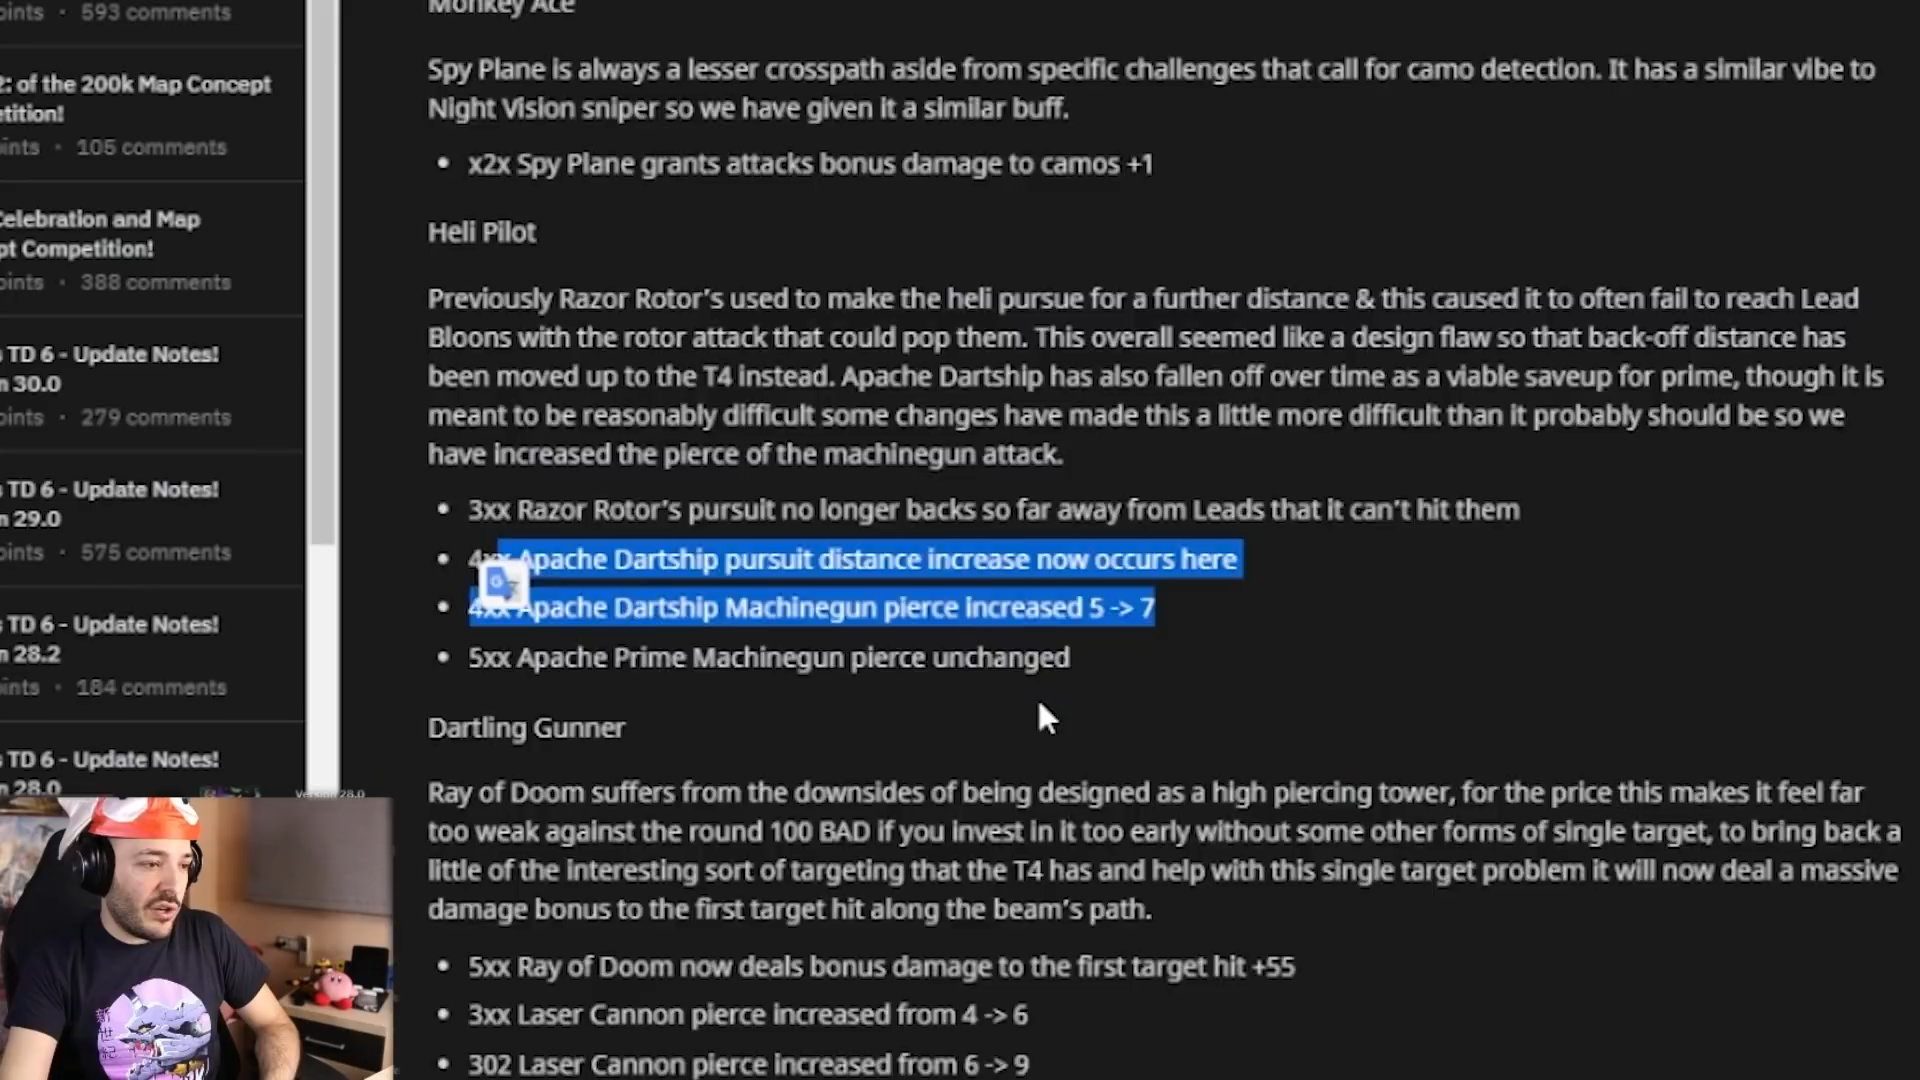 593 comments
of the 200k Map Concept
105 comments
Celebration and Map
Competition!
388 comments
TD 6 - Update Notes!
30.0
279 comments
TD 6 - Update Notes!
29.0
575 comments
TD 6 - Update Notes!
28.2
184 comments
TD 6 - Update Notes!
28.0
Version 28.0
Monkey Ace
Spy Plane is always a lesser crosspath aside from specific challenges that call for camo detection. It has a similar vibe to
Night Vision sniper so we have given it a similar buff.
• x2x Spy Plane grants attacks bonus damage to camos +1
Heli Pilot
Previously Razor Rotor’s used to make the heli pursue for a further distance & this caused it to often fail to reach Lead
Bloons with the rotor attack that could pop them. This overall seemed like a design flaw so that back-off distance has
been moved up to the T4 instead. Apache Dartship has also fallen off over time as a viable saveup for prime, though it is
meant to be reasonably difficult some changes have made this a little more difficult than it probably should be so we
have increased the pierce of the machinegun attack.
• 3xx Razor Rotor’s pursuit no longer backs so far away from Leads that it can’t hit them
• 4xx Apache Dartship pursuit distance increase now occurs here
• 4xx Apache Dartship Machinegun pierce increased 5 -> 7
• 5xx Apache Prime Machinegun pierce unchanged
Dartling Gunner
Ray of Doom suffers from the downsides of being designed as a high piercing tower, for the price this makes it feel far
too weak against the round 100 BAD if you invest in it too early without some other forms of single target, to bring back a
little of the interesting sort of targeting that the T4 has and help with this single target problem it will now deal a massive
damage bonus to the first target hit along the beam’s path.
• 5xx Ray of Doom now deals bonus damage to the first target hit +55
• 3xx Laser Cannon pierce increased from 4 -> 6
• 302 Laser Cannon pierce increased from 6 -> 9